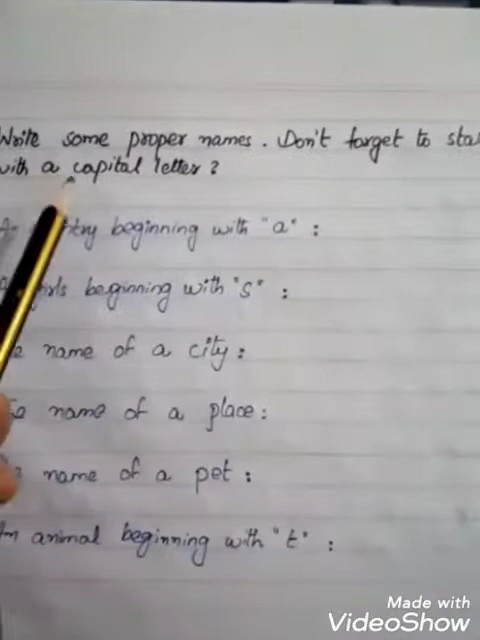 Write some proper names. Don't forget to sta
with a capital letter?
beginning with "a" :
beginning with "s" :
name of a city:
name of a place:
name of a pet :
An animal beginning with "t" :
Made with
VideoShow